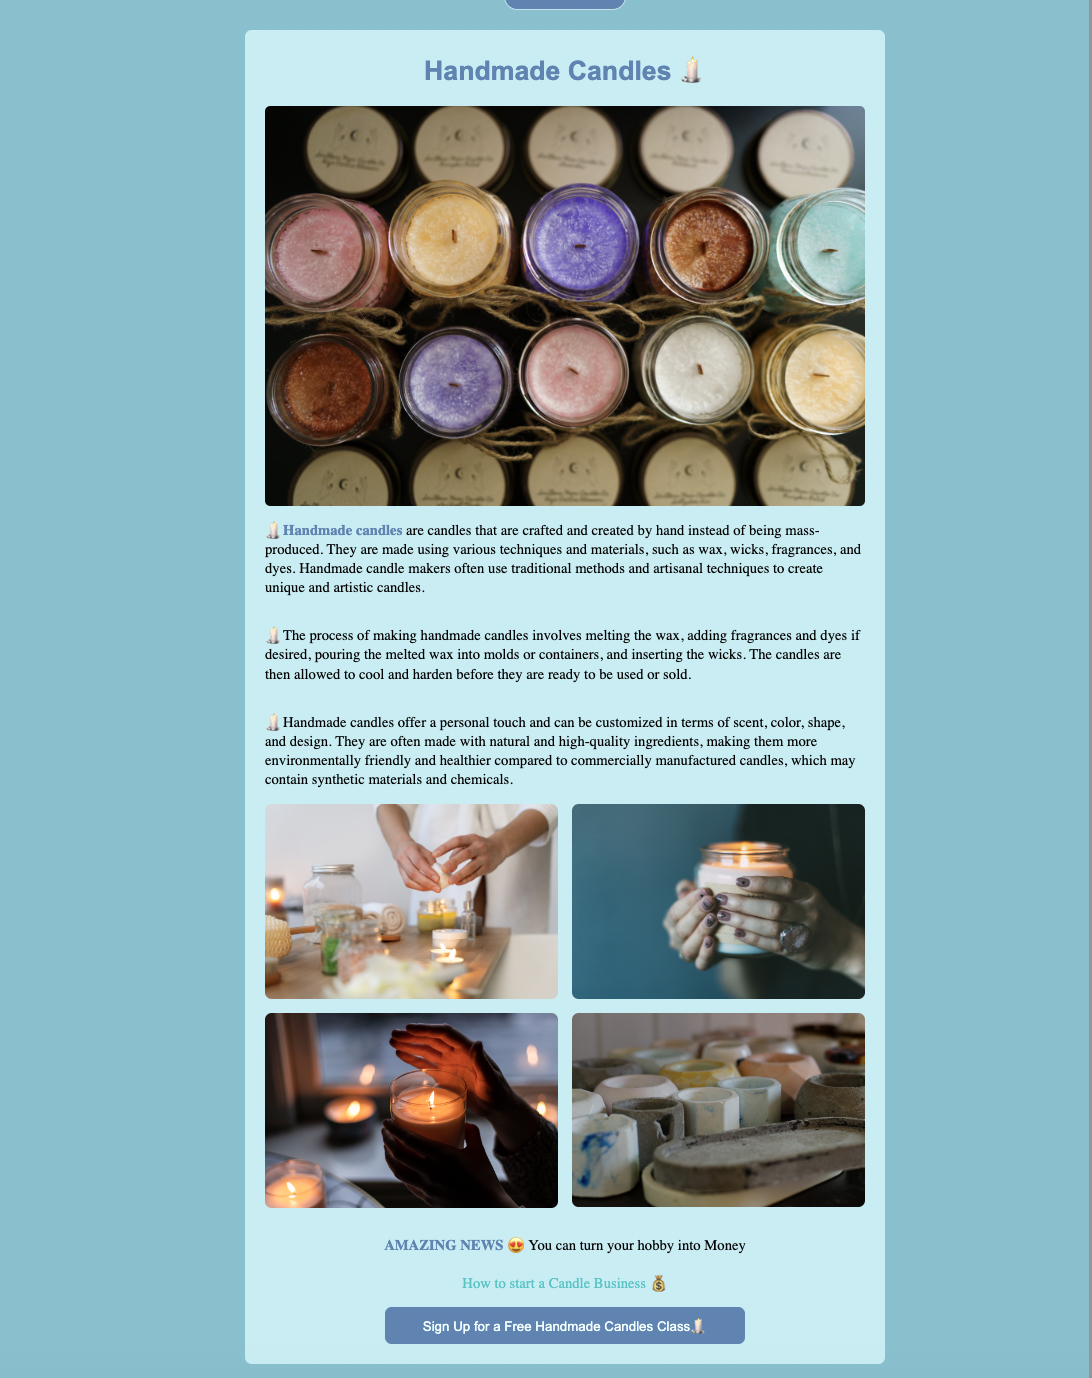 Handmade Candles 🕯️
🕯️Handmade candles are candles that are crafted and created by hand instead of being mass-
produced. They are made using various techniques and materials, such as wax, wicks, fragrances, and
dyes. Handmade candle makers often use traditional methods and artisanal techniques to create
unique and artistic candles.
🕯️The process of making handmade candles involves melting the wax, adding fragrances and dyes if
desired, pouring the melted wax into molds or containers, and inserting the wicks. The candles are
then allowed to cool and harden before they are ready to be used or sold.
🕯️Handmade candles offer a personal touch and can be customized in terms of scent, color, shape,
and design. They are often made with natural and high-quality ingredients, making them more
environmentally friendly and healthier compared to commercially manufactured candles, which may
contain synthetic materials and chemicals.
AMAZING NEWS 😍 You can turn your hobby into Money
How to start a Candle Business 💰
Sign Up for a Free Handmade Candles Class🕯️